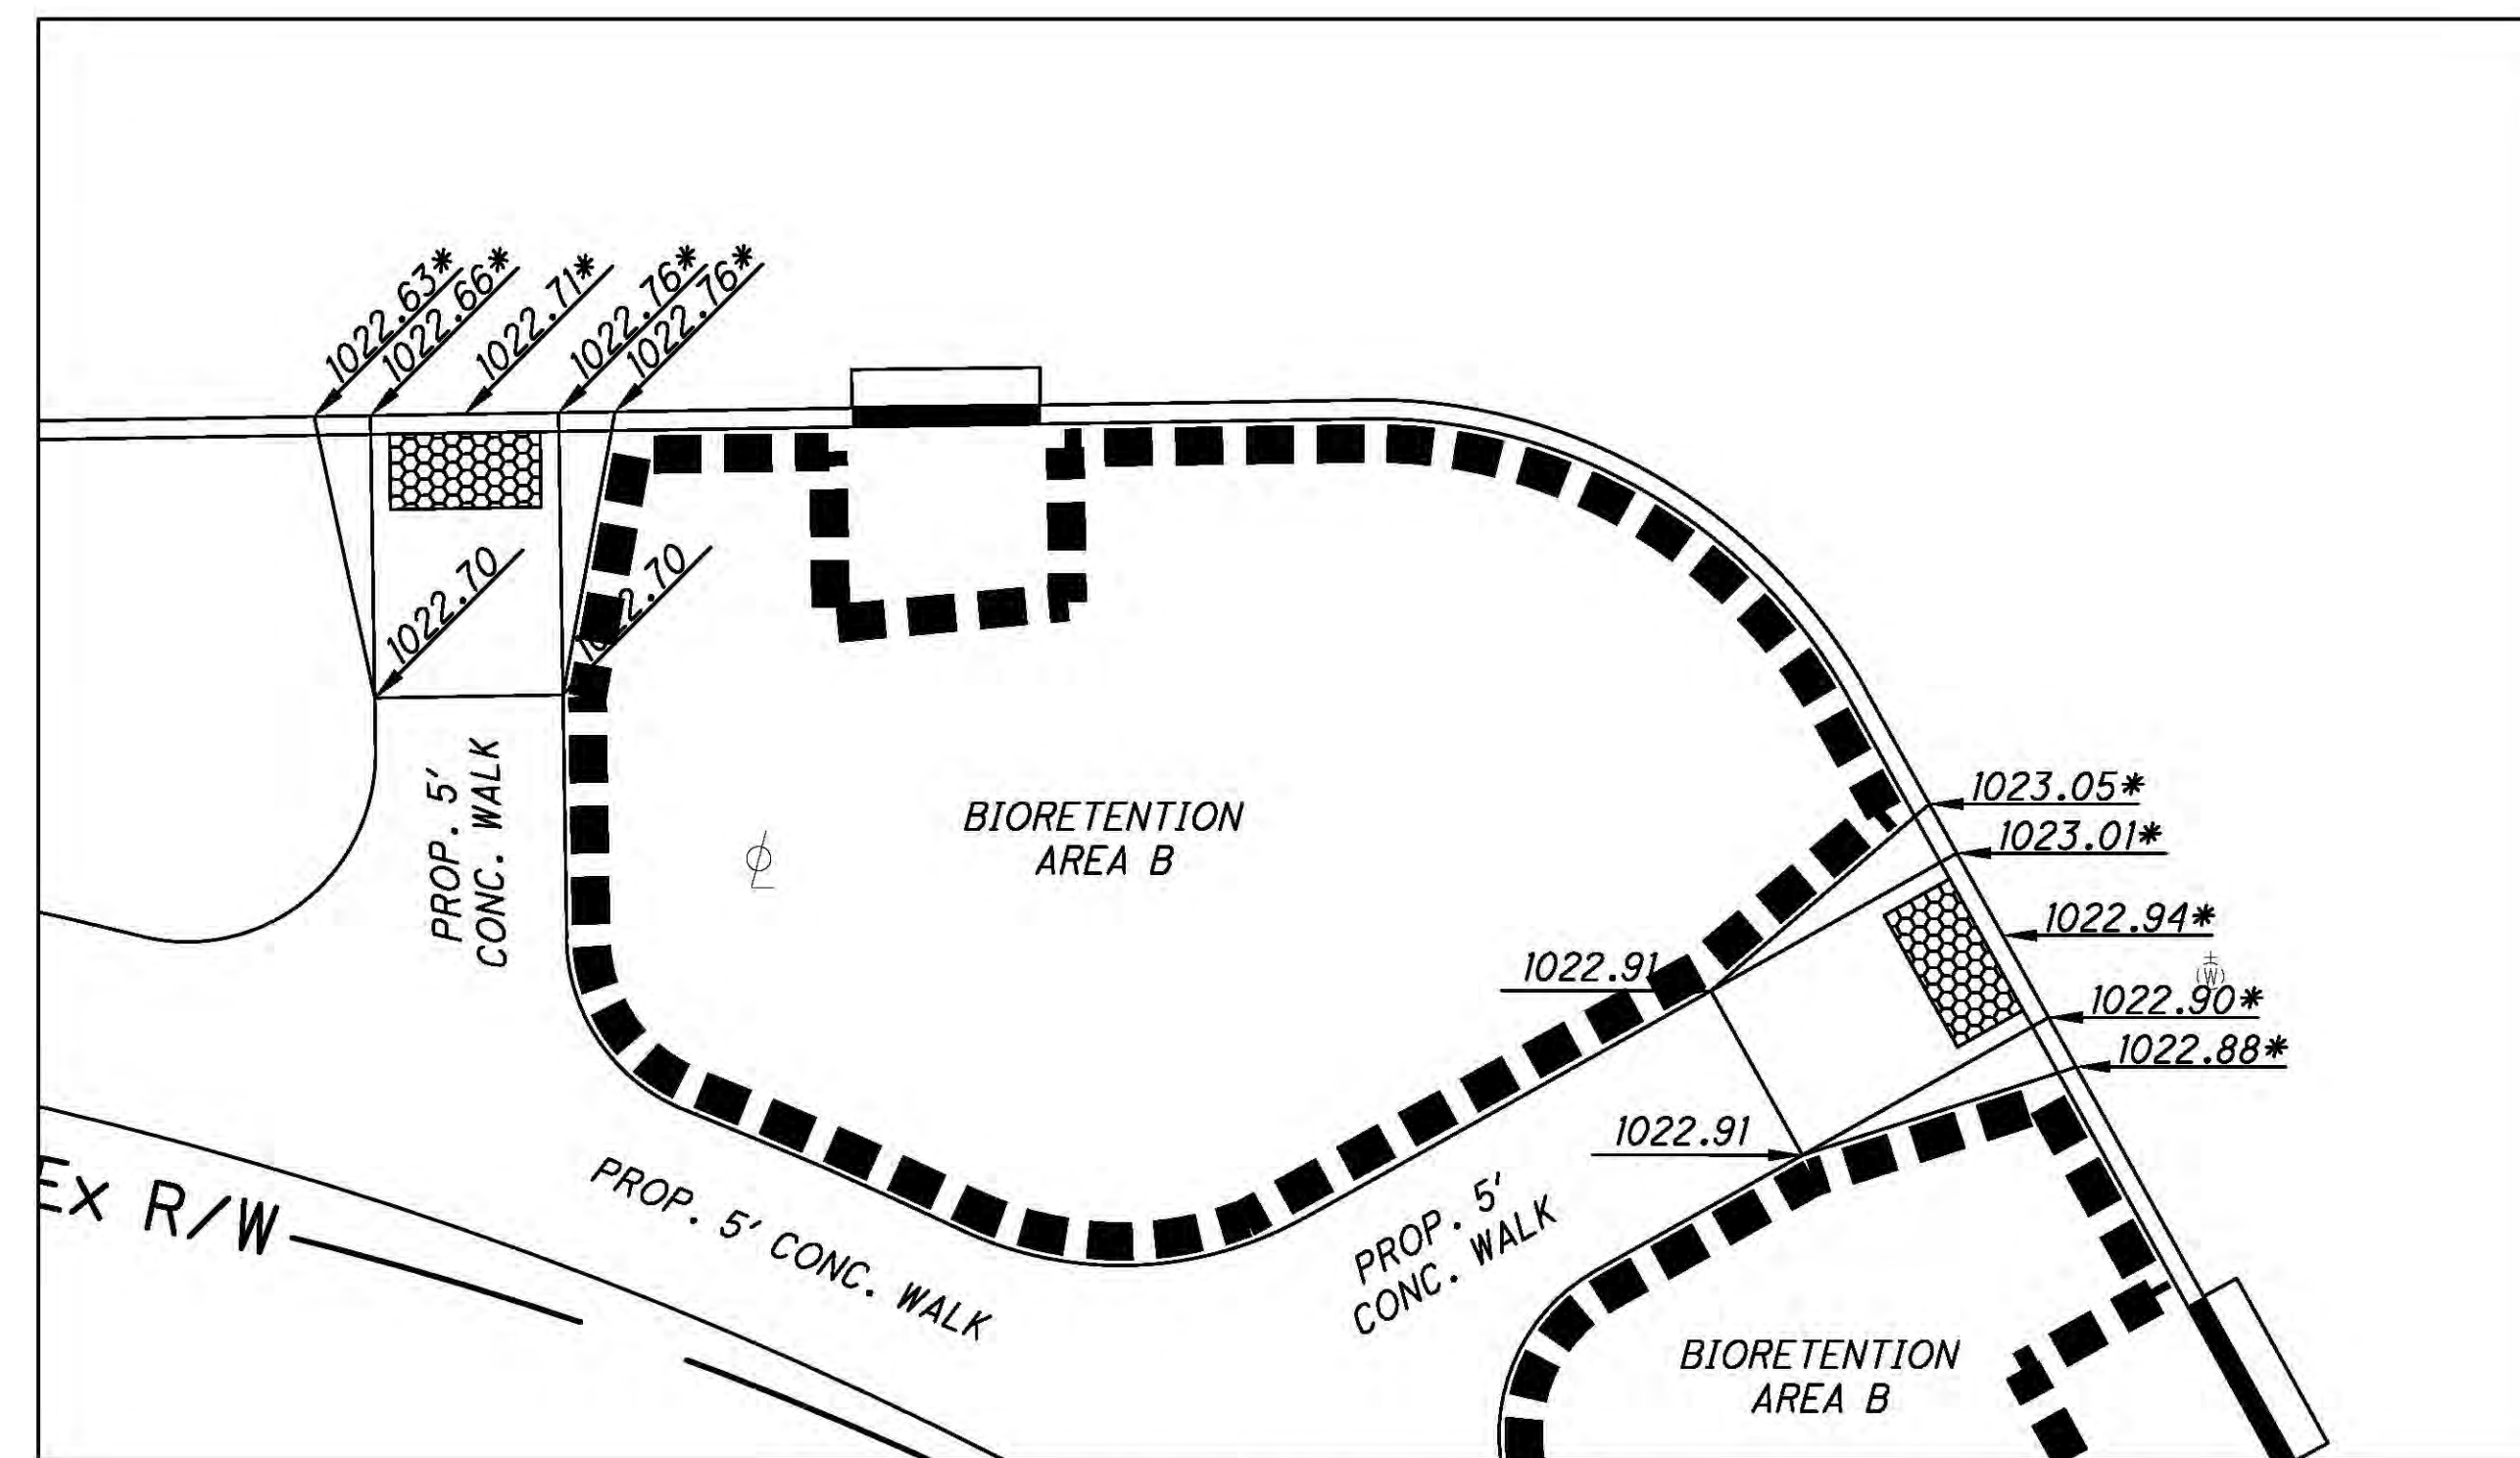 1022.63*
1022.66*
1022.71*
1022.76*
1022.76*
1022.70
PROP. 5'
CONC. WALK
BIORETENTION
AREA B
1023.05*
1023.01*
1022.94*
1022.91
±
(W)
1022.90*
1022.88*
1022.91
EX R/W
PROP. 5' CONC. WALK
PROP. 5'
CONC. WALK
BIORETENTION
AREA B